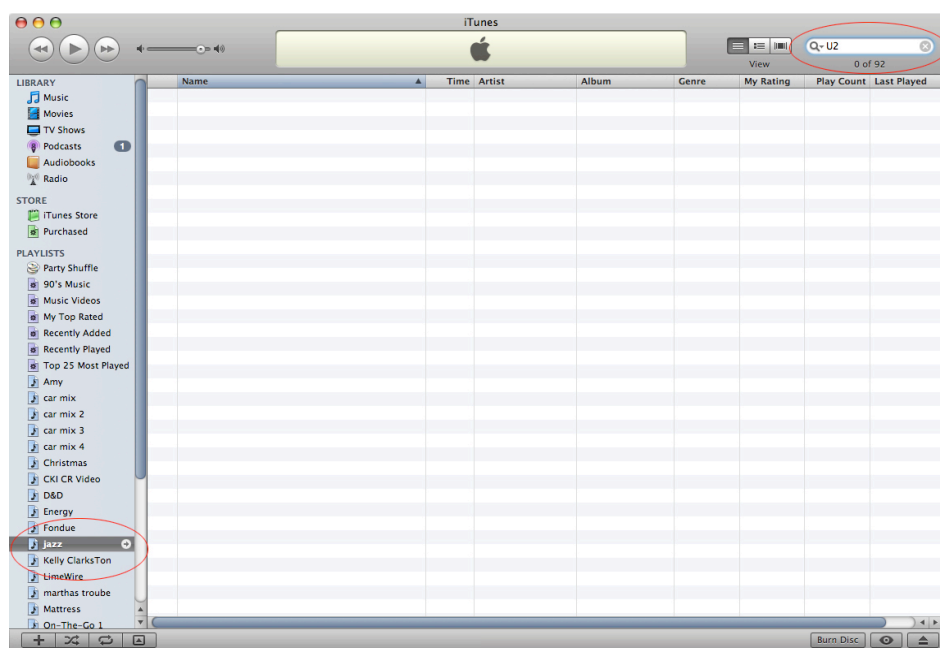 iTunes
U2
View
0 of 92
Name Time Artist Album Genre My Rating Play Count Last Played
LIBRARY
Music
Movies
TV Shows
Podcasts 1
Audiobooks
Radio
STORE
iTunes Store
Purchased
PLAYLISTS
Party Shuffle
90's Music
Music Videos
My Top Rated
Recently Added
Recently Played
Top 25 Most Played
Amy
car mix
car mix 2
car mix 3
car mix 4
Christmas
CKI CR Video
D&D
Energy
Fondue
jazz
Kelly ClarksTon
LimeWire
marthas troube
Mattress
On-The-Go 1
Burn Disc